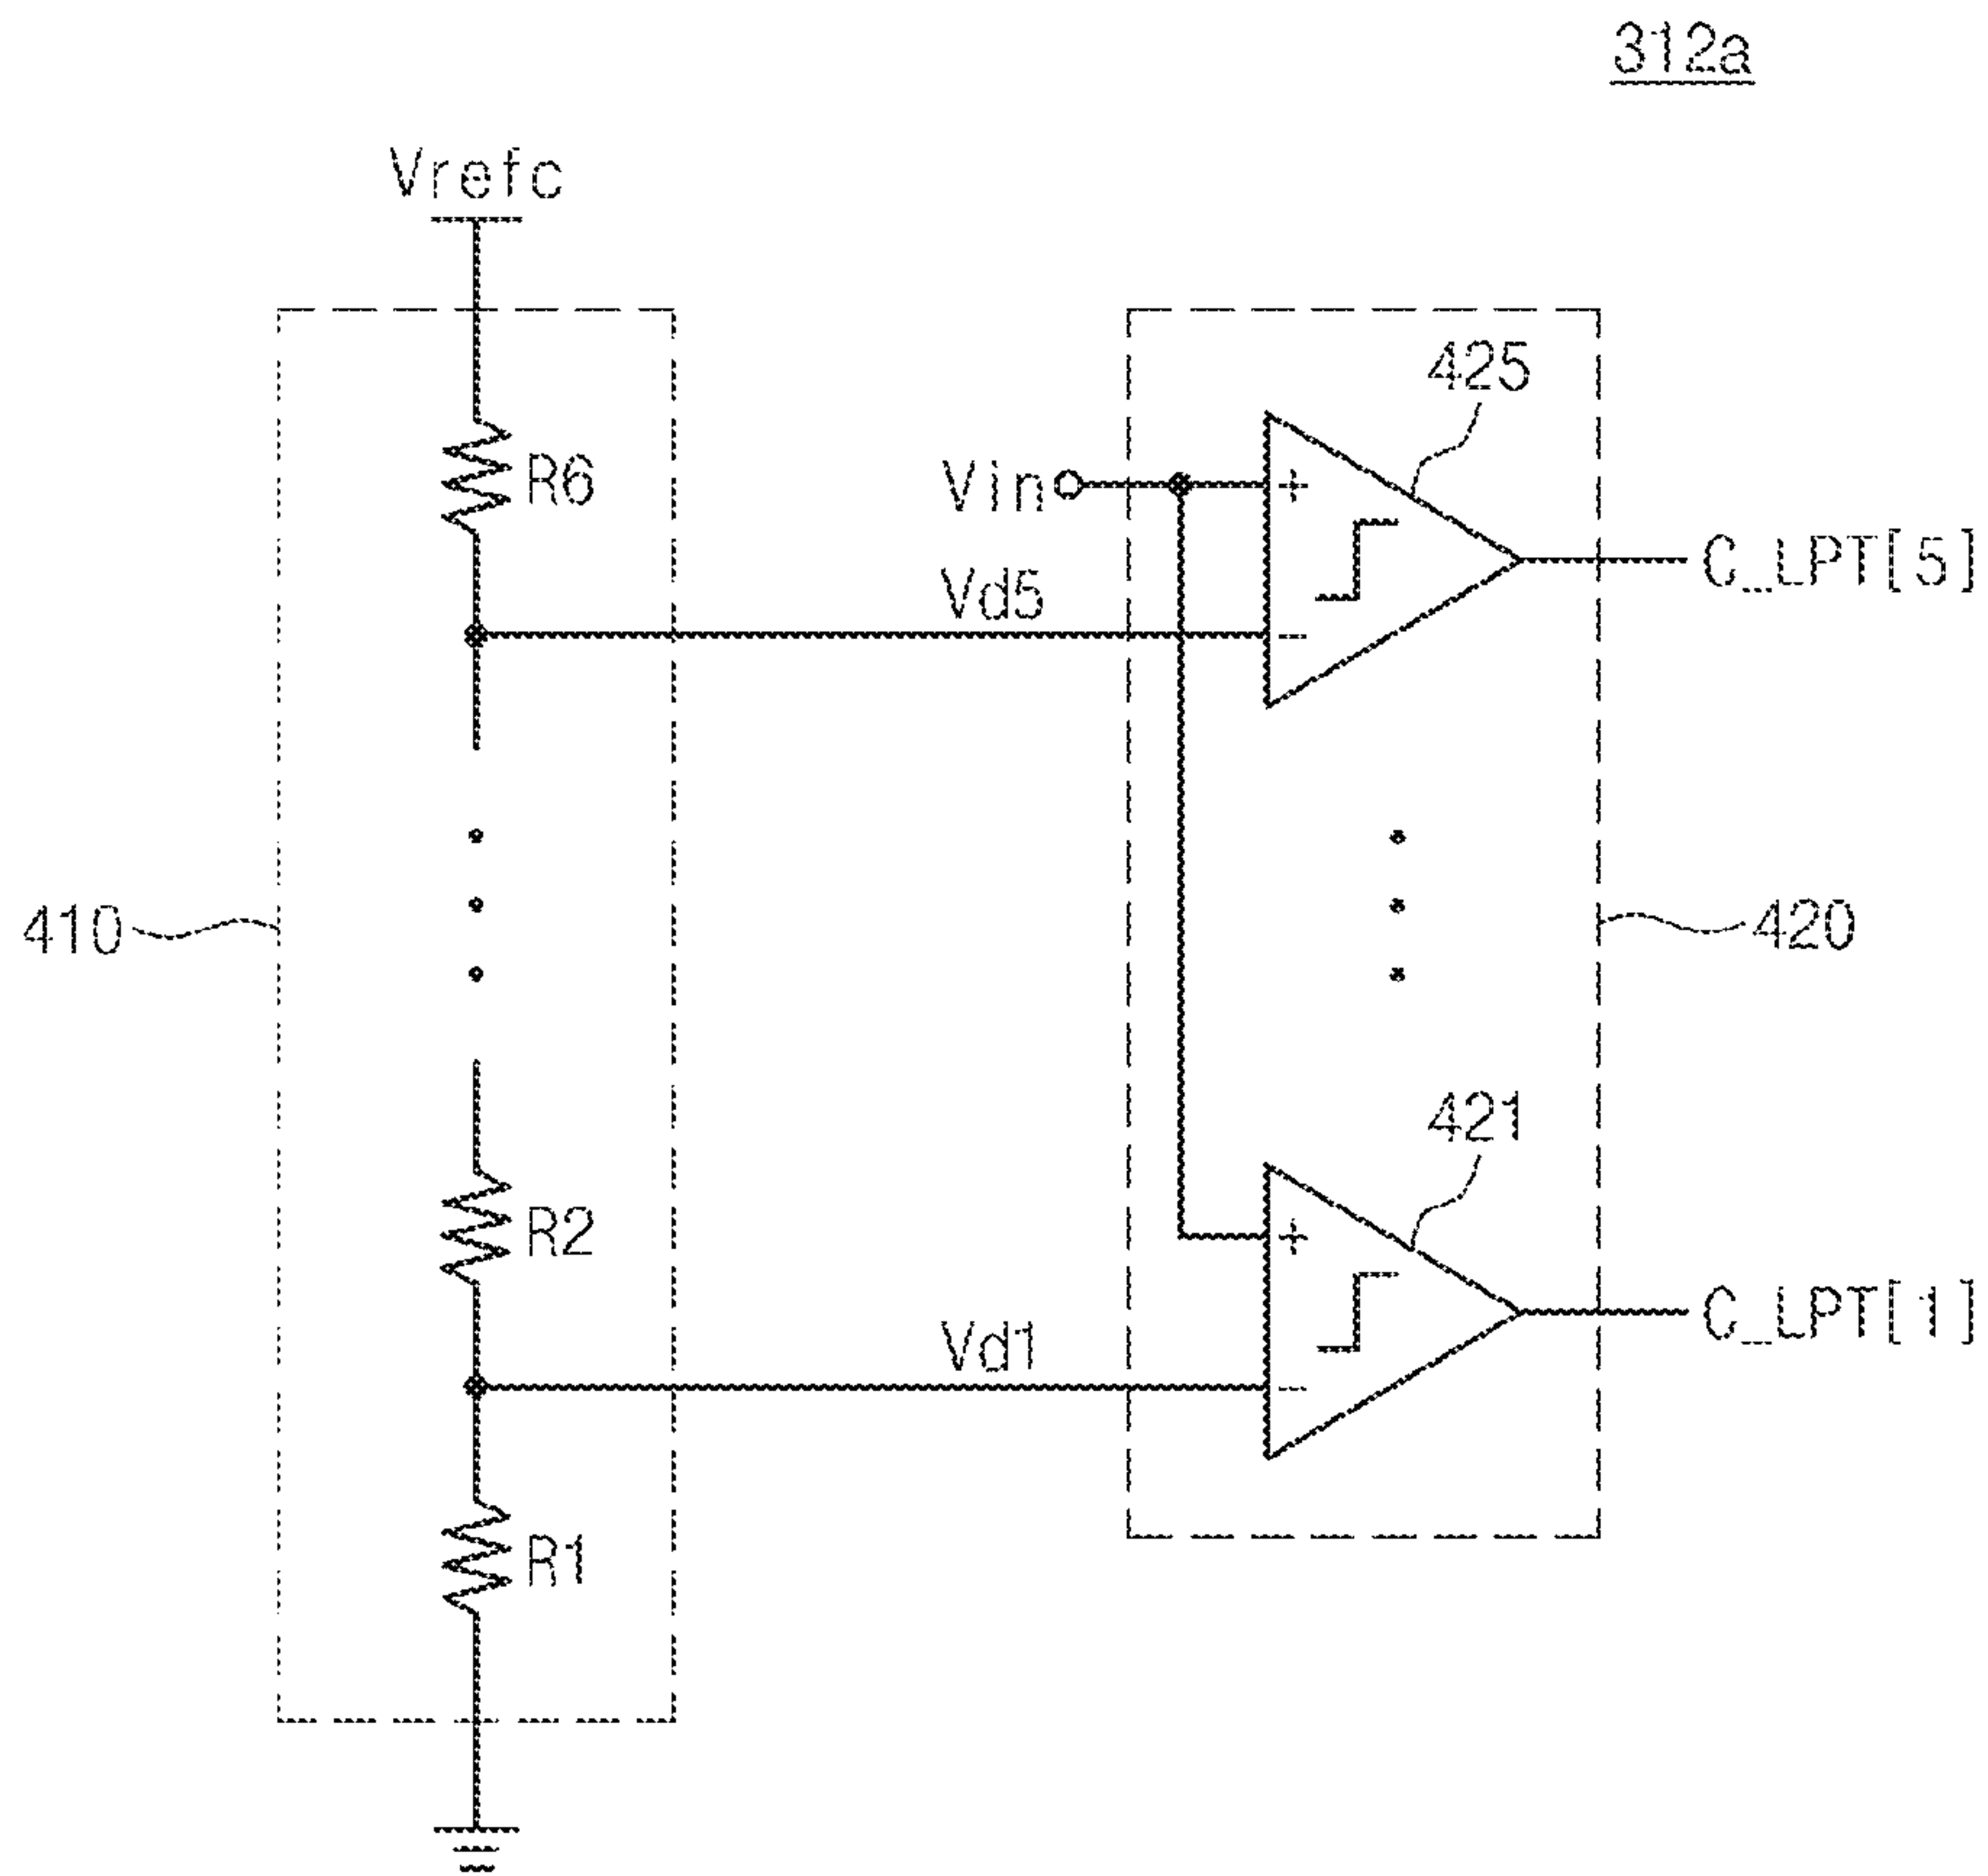 312a
Vrefc
425
R6
Vin
+
C_LPT[5]
Vd5
-
410
420
421
R2
+
C_LPT[1]
Vd1
-
R1